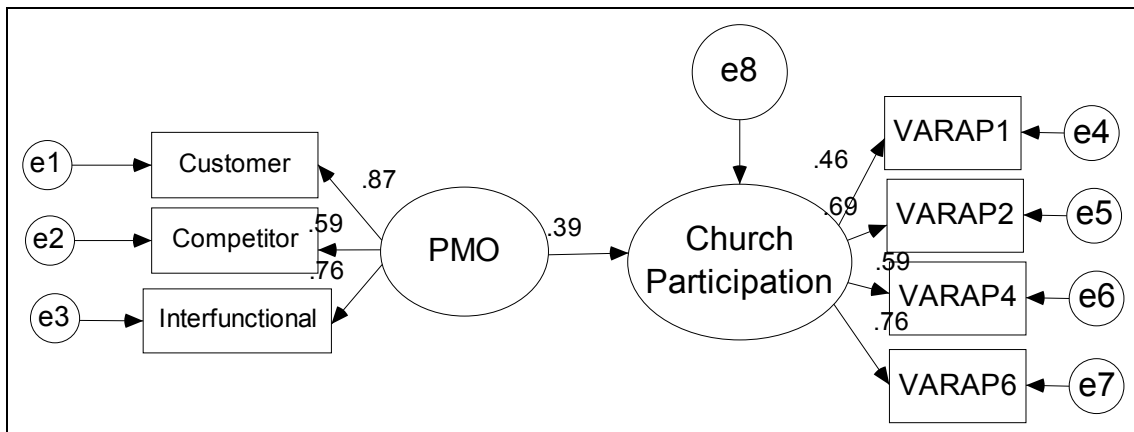 e8
e1
Customer
.87
e2
Competitor
.59
e3
Interfunctional
.76
PMO
.39
Church
Participation
.46
VARAP1
e4
.69
VARAP2
e5
.59
VARAP4
e6
.76
VARAP6
e7